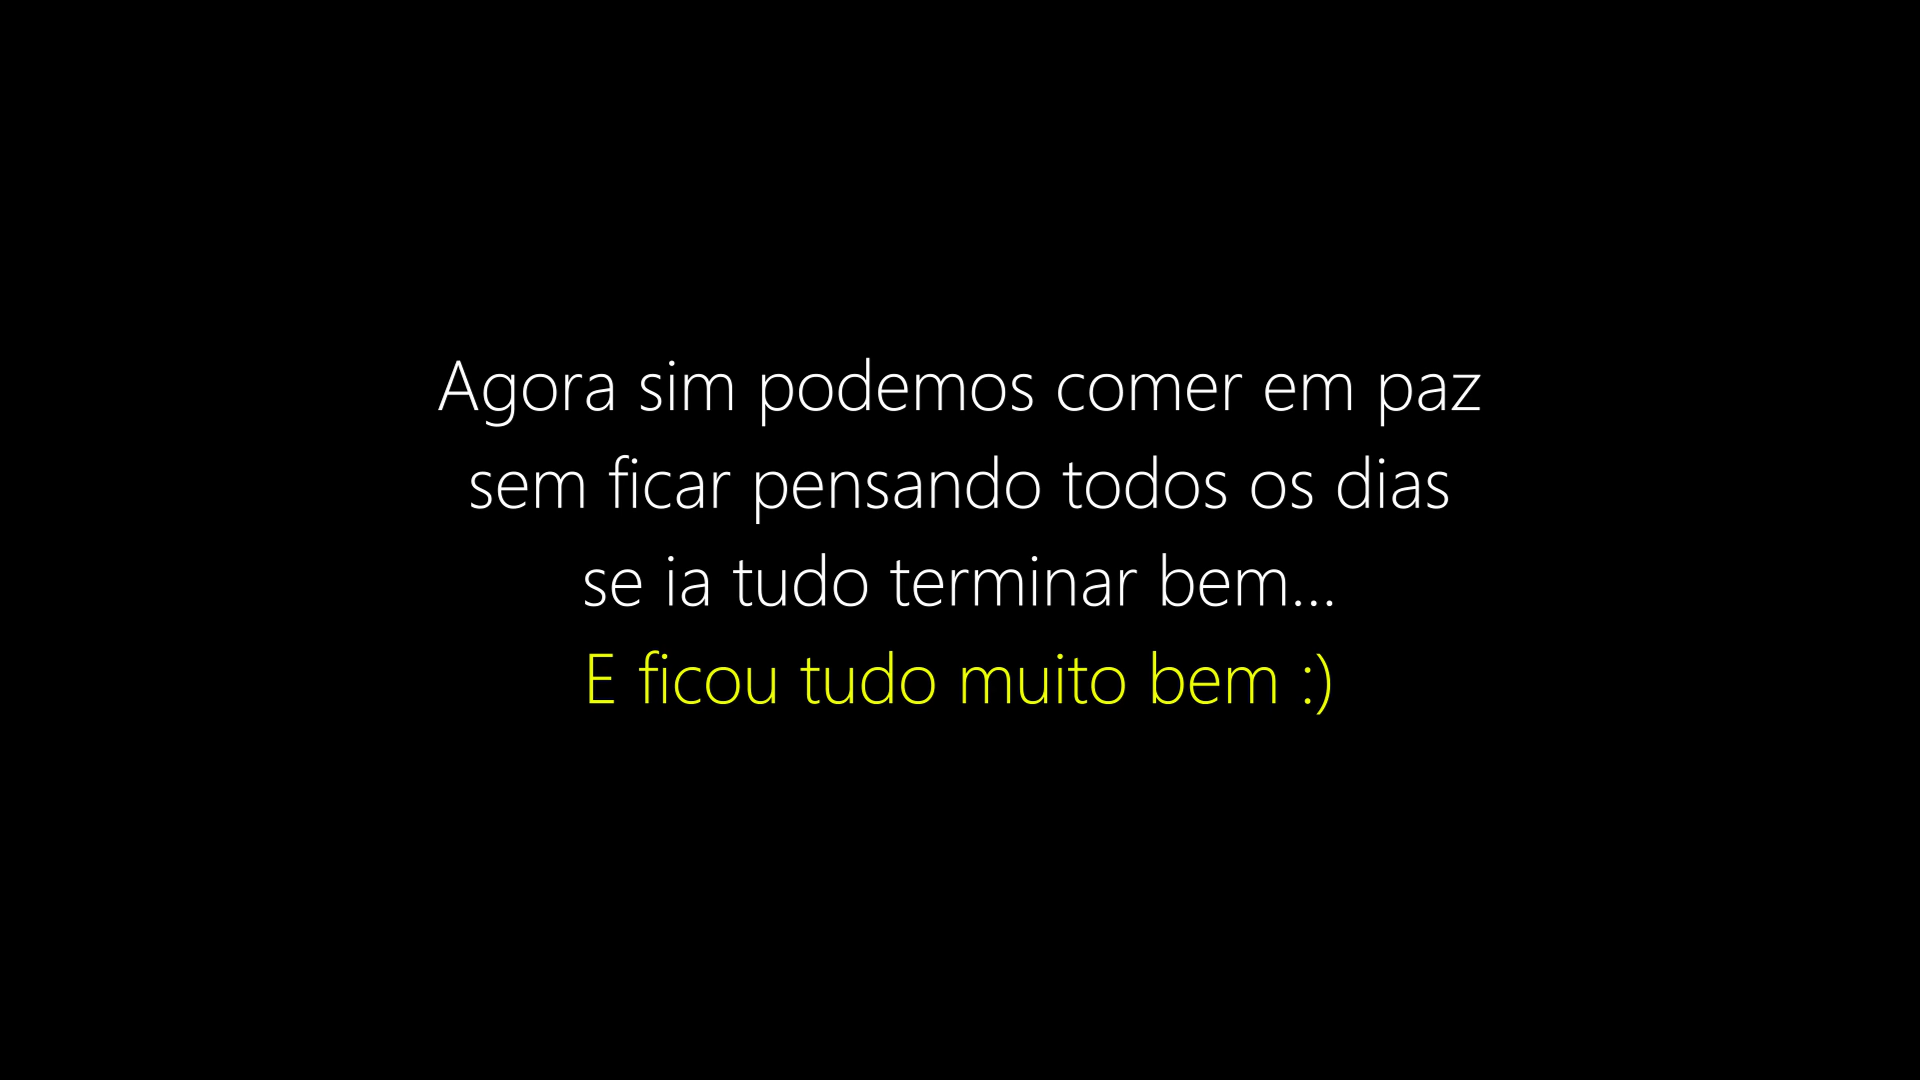 Agora sim podemos comer em paz
sem ficar pensando todos os dias
se ia tudo terminar bem...
E ficou tudo muito bem :)